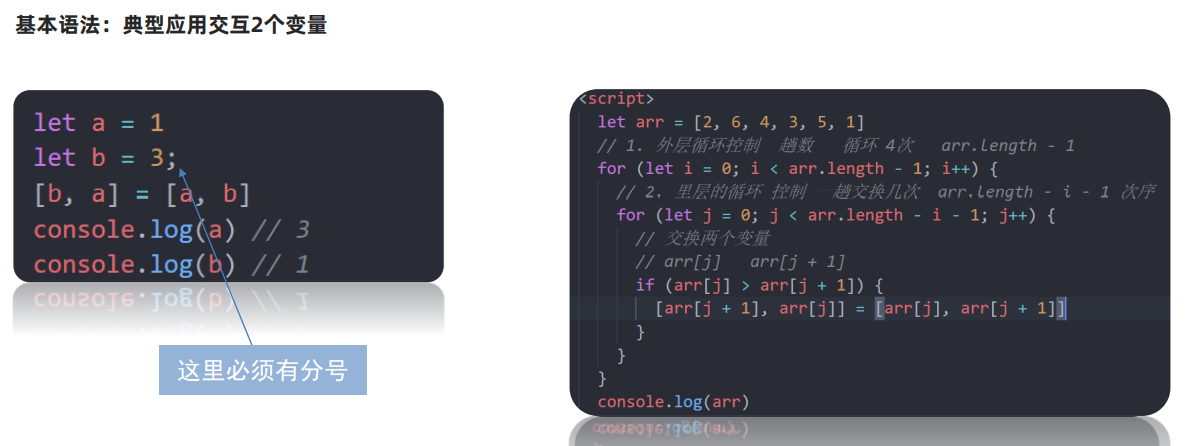 基本语法：典型应用交互2个变量
let a = 1
let b = 3;
[b, a] = [a, b]
console.log(a) // 3
console.log(b) // 1
这里必须有分号
<script>
let arr = [2, 6, 4, 3, 5, 1]
// 1. 外层循环控制 趟数 循环 4次 arr.length - 1
for (let i = 0; i < arr.length - 1; i++) {
// 2. 里层的循环 控制 一趟交换几次 arr.length - i - 1 次序
for (let j = 0; j < arr.length - i - 1; j++) {
// 交换两个变量
// arr[j] arr[j + 1]
if (arr[j] > arr[j + 1]) {
[arr[j + 1], arr[j]] = [arr[j], arr[j + 1]]
}
}
}
console.log(arr)